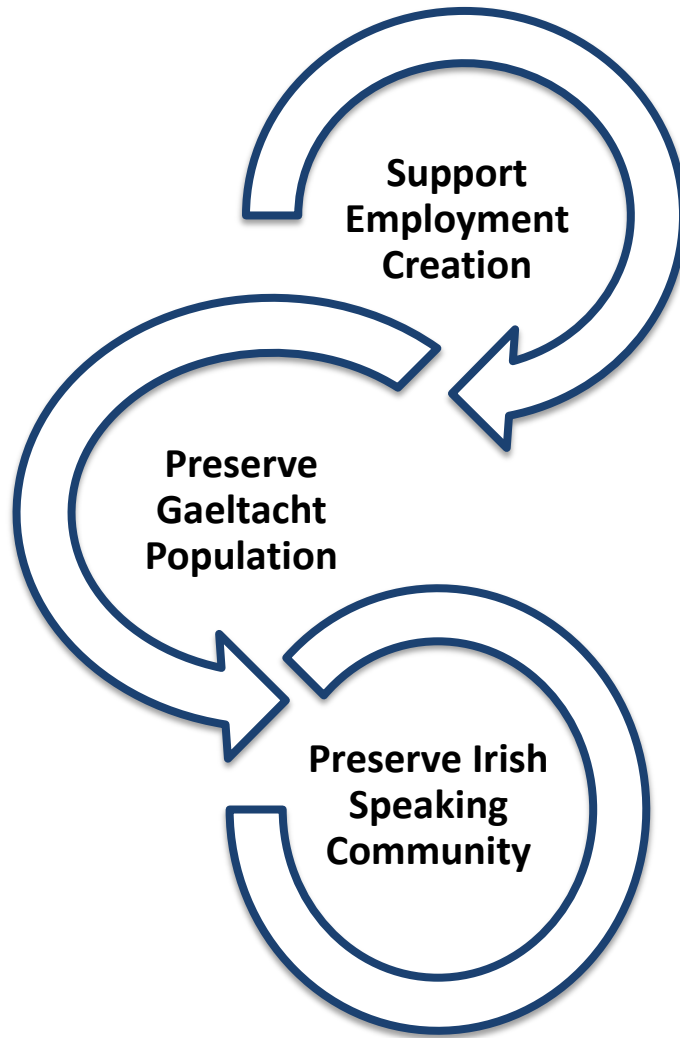 Support
Employment
Creation
Preserve
Gaeltacht
Population
Preserve Irish
Speaking
Community